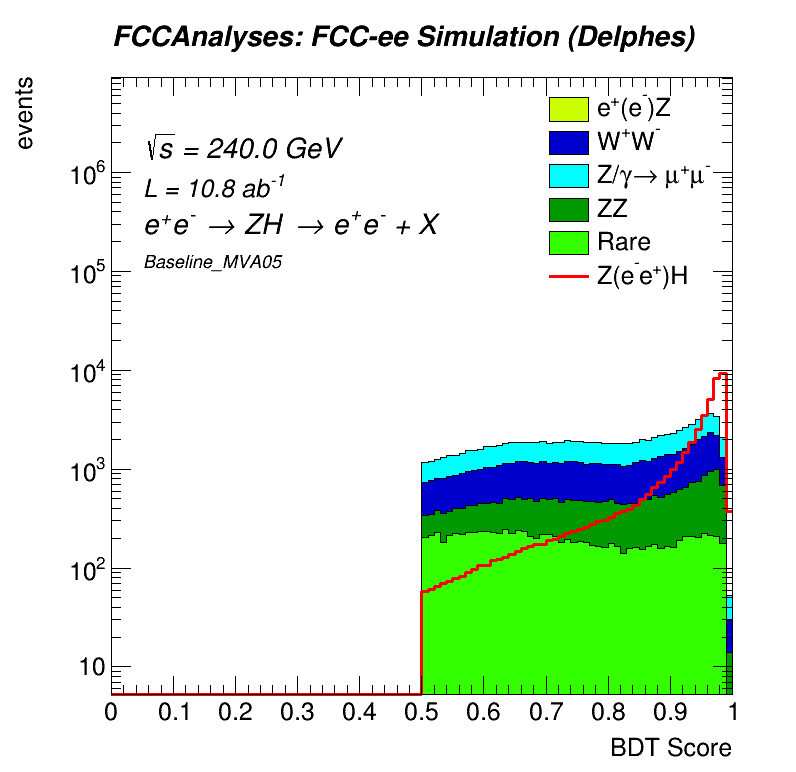 FCCAnalyses: FCC-ee Simulation (Delphes)
events
√s = 240.0 GeV
L = 10.8 ab⁻¹
e⁺e⁻ → ZH → e⁺e⁻ + X
Baseline_MVA05
e⁺(e⁻)Z
W⁺W⁻
Z/γ→ μ⁺μ⁻
ZZ
Rare
Z(e⁻e⁺)H
10⁶
10⁵
10⁴
10³
10²
10
0 0.1 0.2 0.3 0.4 0.5 0.6 0.7 0.8 0.9 1
BDT Score